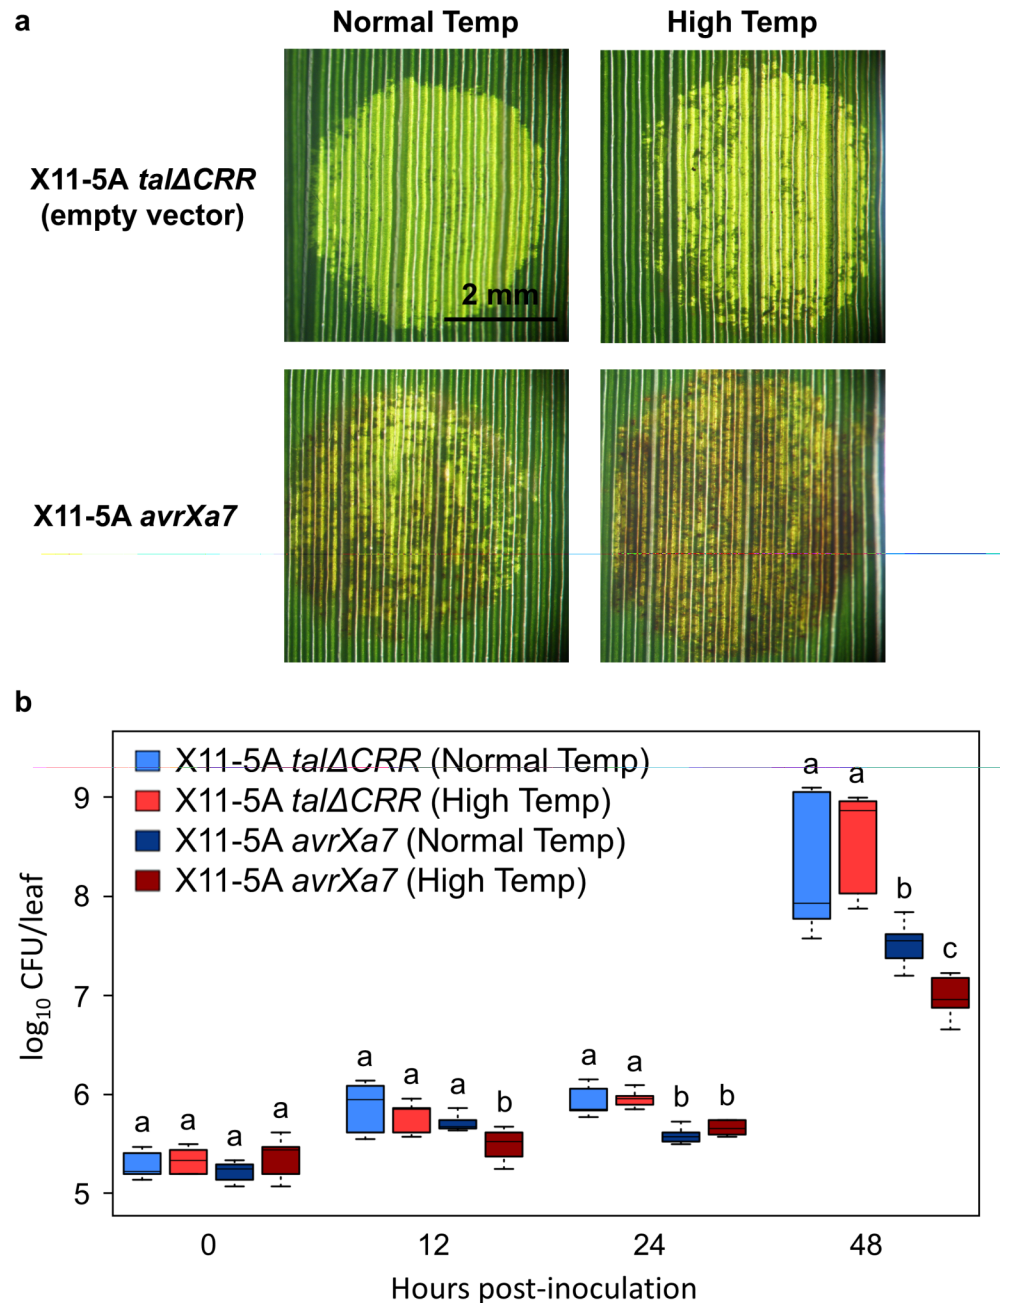 a
Normal Temp
High Temp
X11-5A talΔCRR
(empty vector)
2 mm
X11-5A avrXa7
b
X11-5A talΔCRR (Normal Temp)
X11-5A talΔCRR (High Temp)
X11-5A avrXa7 (Normal Temp)
X11-5A avrXa7 (High Temp)
log10 CFU/leaf
9
8
7
6
5
a a a a
a a a b
a a b b
a a b c
0 12 24 48
Hours post-inoculation